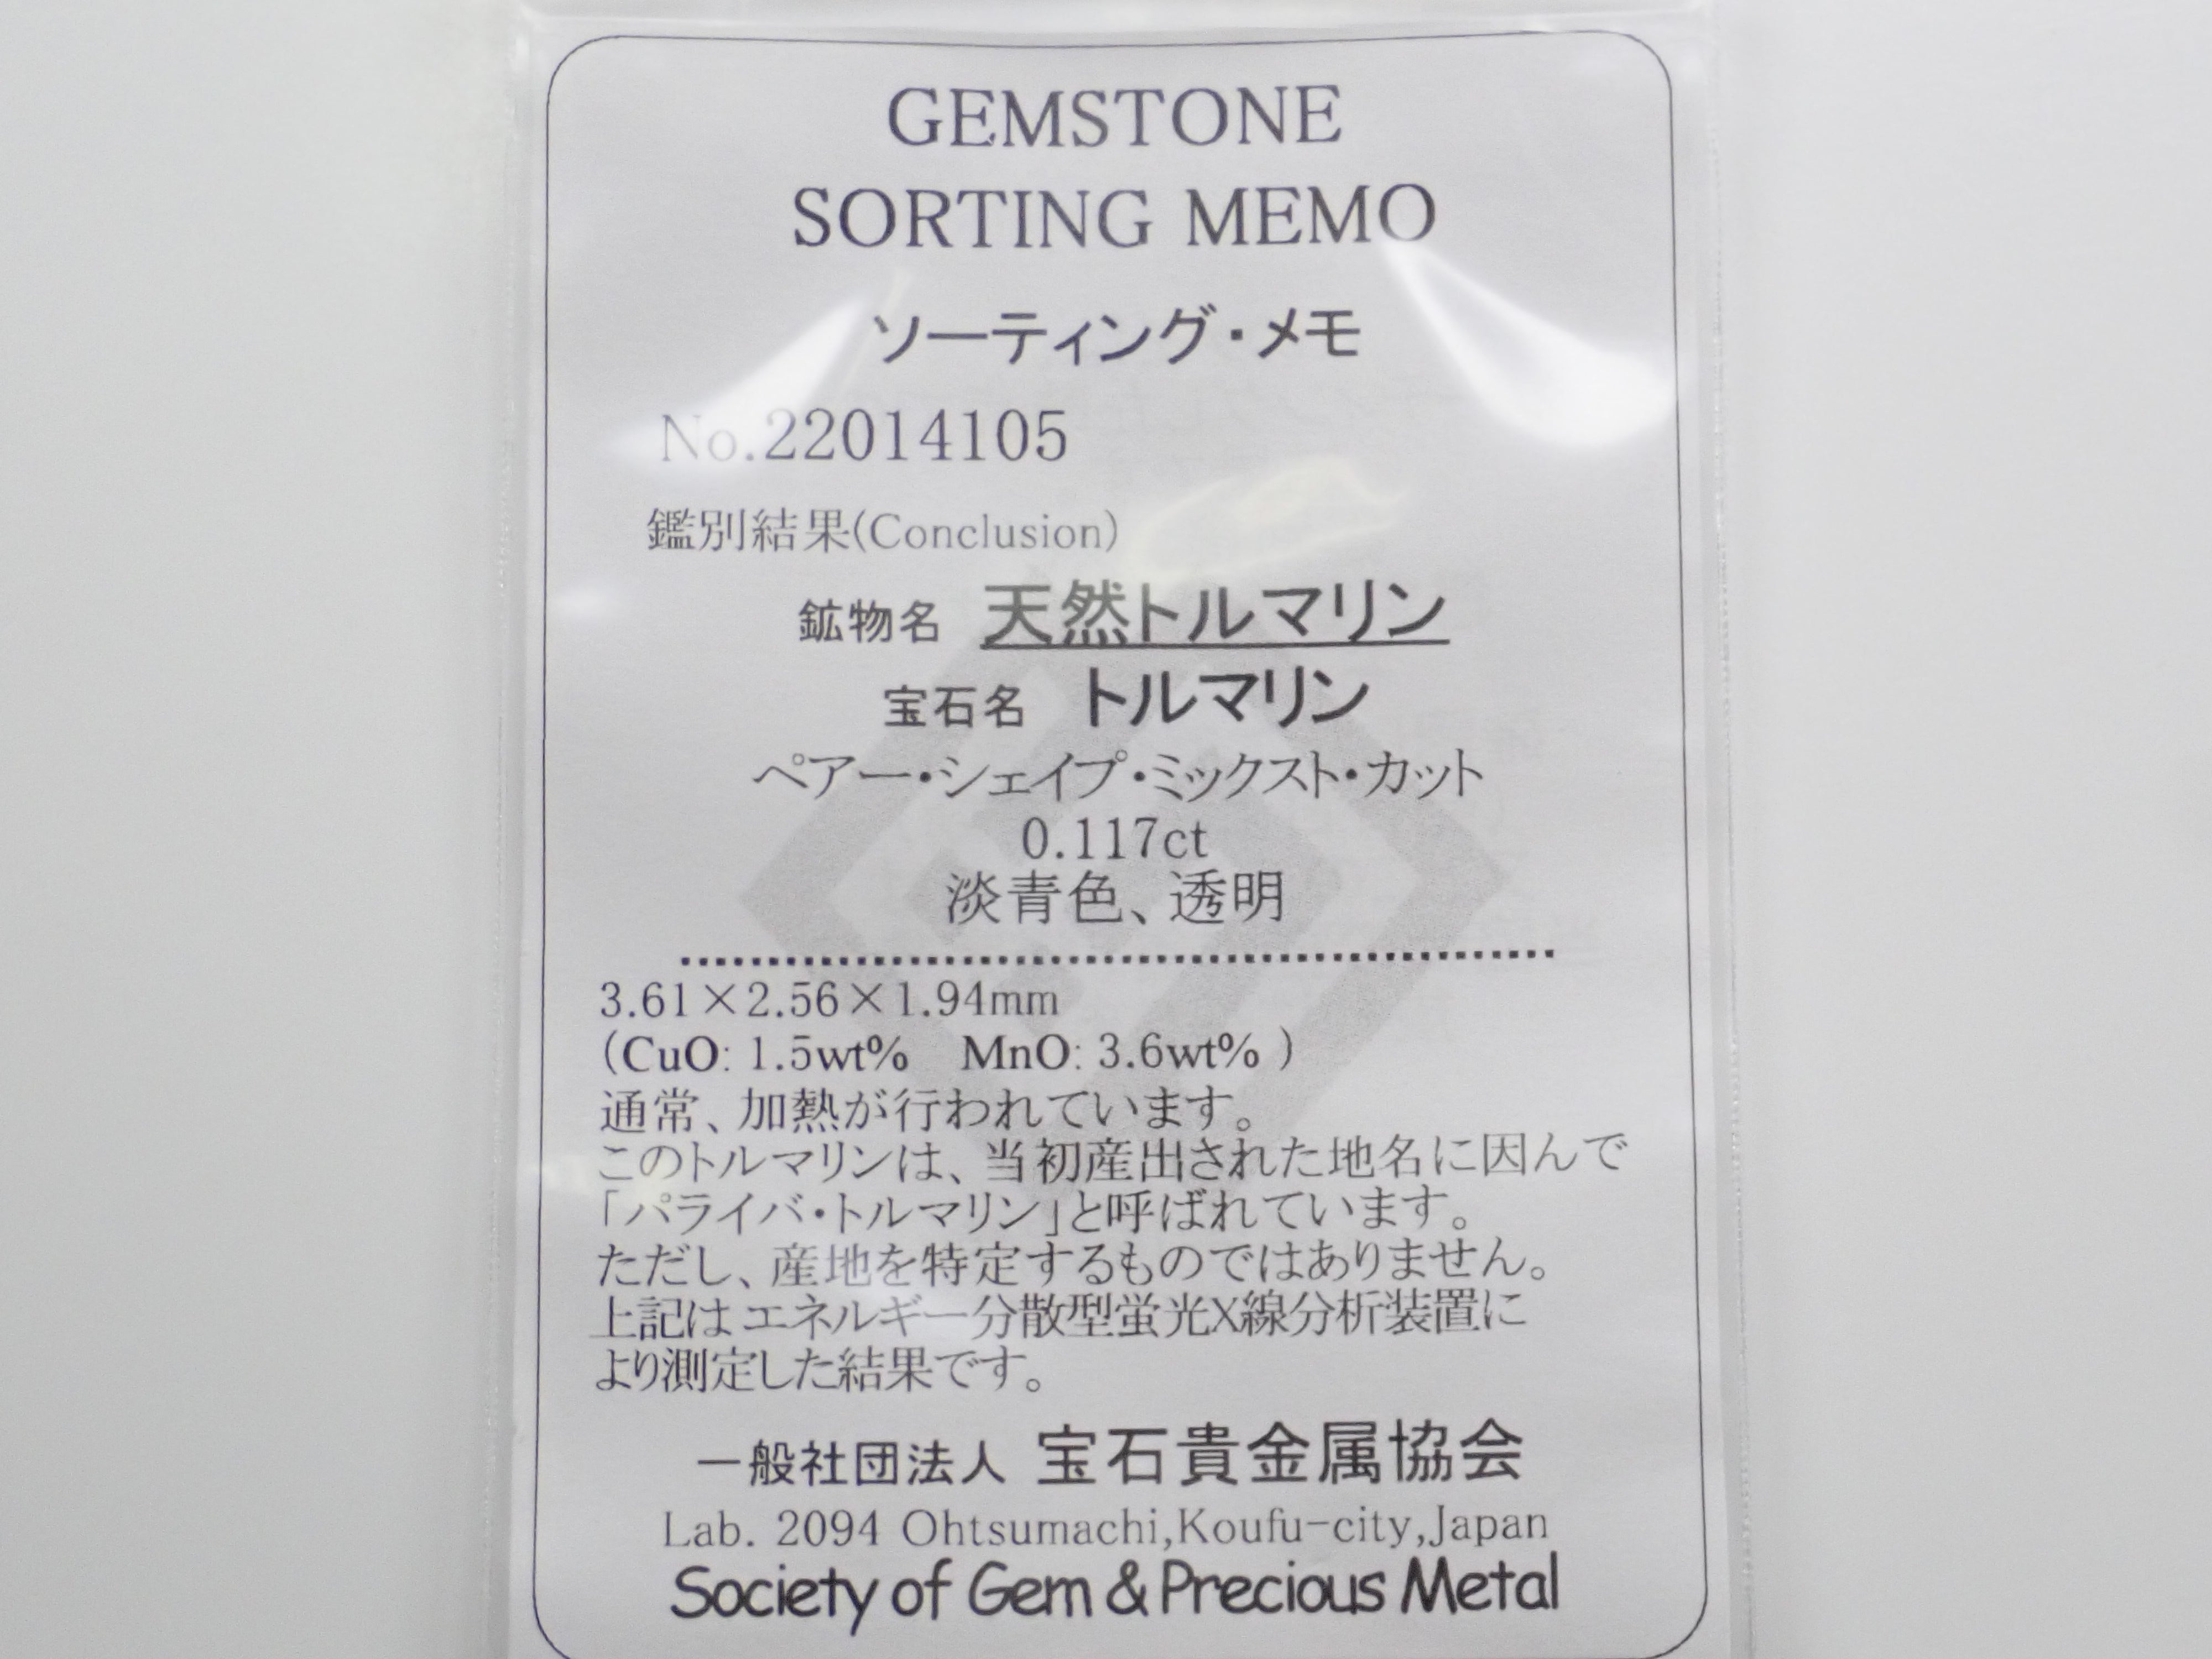 GEMSTONE
SORTING MEMO
ソーティング・メモ
No.22014105
鑑別結果(Conclusion)
鉱物名 天然トルマリン
宝石名 トルマリン
ペアー・シェイプ・ミックスト・カット
0.117ct
淡青色、透明
3.61×2.56×1.94mm
(CuO: 1.5wt% MnO: 3.6wt% )
通常、加熱が行われています。
このトルマリンは、当初産出された地名に因んで
「パライバ・トルマリン」と呼ばれています。
ただし、産地を特定するものではありません。
上記はエネルギー分散型蛍光X線分析装置に
より測定した結果です。
一般社団法人 宝石貴金属協会
Lab. 2094 Ohtsumachi,Koufu-city,Japan
Society of Gem & Precious Metal